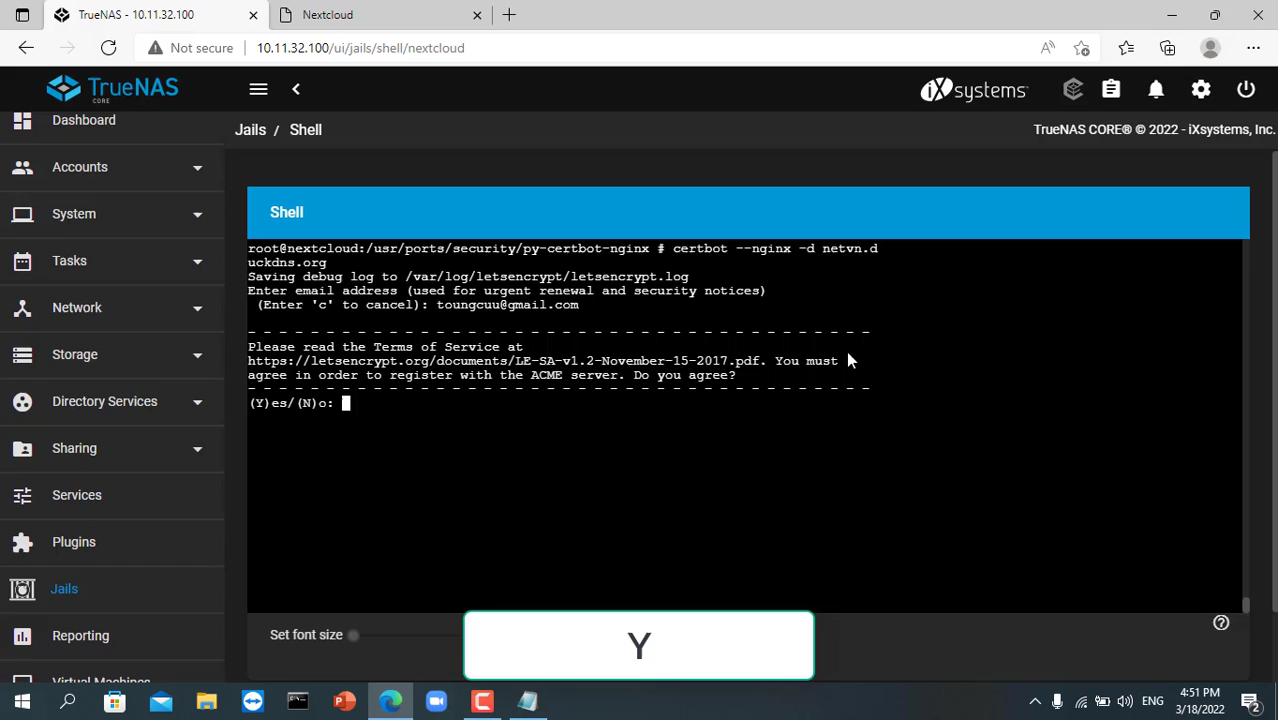 TrueNAS - 10.11.32.100
Nextcloud
Not secure
10.11.32.100/ui/jails/shell/nextcloud
TrueNAS
CORE
iXsystems
Jails / Shell
TrueNAS CORE® © 2022 - iXsystems, Inc.
Dashboard
Accounts
System
Tasks
Network
Storage
Directory Services
Sharing
Services
Plugins
Jails
Reporting
Virtual Machines
Shell
root@nextcloud:/usr/ports/security/py-certbot-nginx # certbot --nginx -d netvn.d
uckdns.org
Saving debug log to /var/log/letsencrypt/letsencrypt.log
Enter email address (used for urgent renewal and security notices)
(Enter 'c' to cancel): toungcuu@gmail.com
- - - - - - - - - - - - - - - - - - - - - - - - - - - - - - - - - - - - - - - -
Please read the Terms of Service at
https://letsencrypt.org/documents/LE-SA-v1.2-November-15-2017.pdf. You must
agree in order to register with the ACME server. Do you agree?
- - - - - - - - - - - - - - - - - - - - - - - - - - - - - - - - - - - - - - - -
(Y)es/(N)o:
Set font size
Y
ENG
4:51 PM
3/18/2022
2